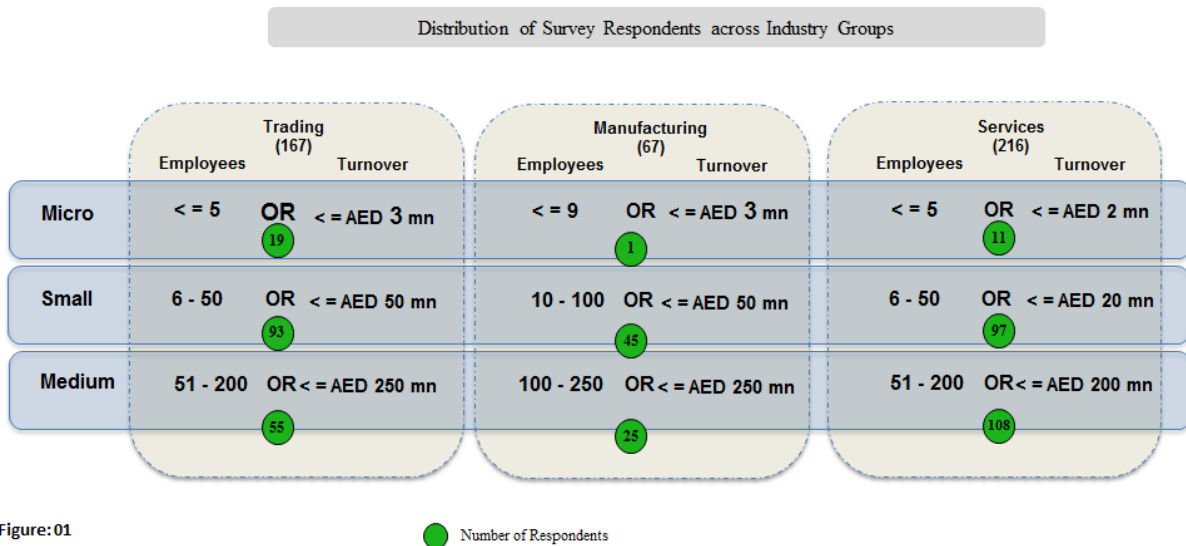 Distribution of Survey Respondents across Industry Groups
Trading
(167)
Employees Turnover
Manufacturing
(67)
Employees Turnover
Services
(216)
Employees Turnover
Micro < = 5 OR < = AED 3 mn < = 9 OR < = AED 3 mn < = 5 OR < = AED 2 mn
19 1 11
Small 6 - 50 OR < = AED 50 mn 10 - 100 OR < = AED 50 mn 6 - 50 OR < = AED 20 mn
93 45 97
Medium 51 - 200 OR < = AED 250 mn 100 - 250 OR < = AED 250 mn 51 - 200 OR < = AED 200 mn
55 25 108
Figure: 01
Number of Respondents